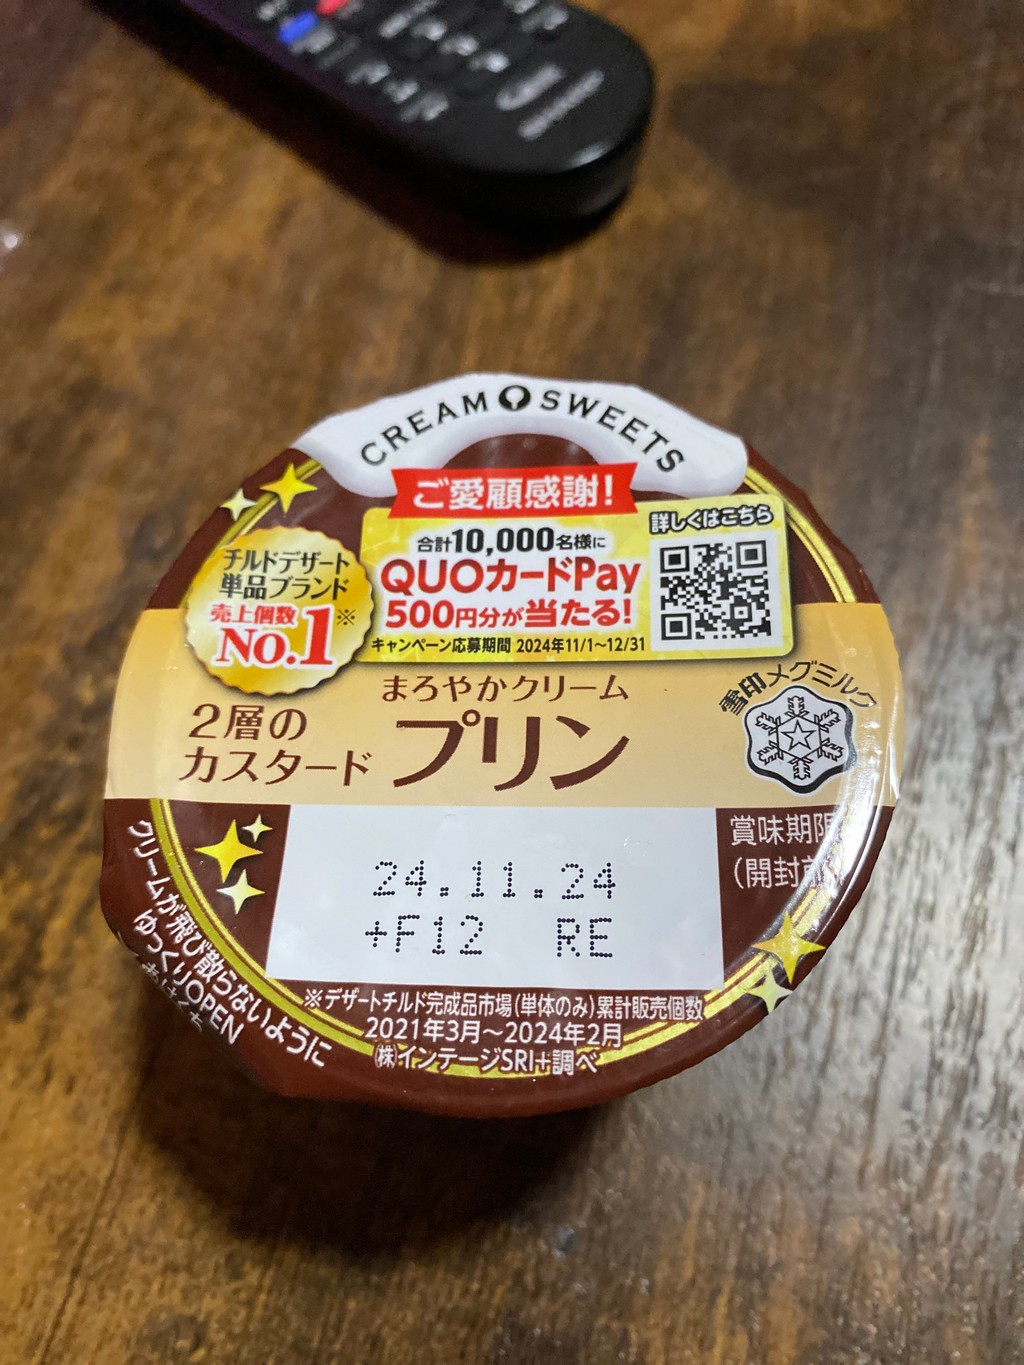 CREAM SWEETS
ご愛顧感謝!
合計10,000名様に
QUOカードPay
500円分が当たる!
キャンペーン応募期間 2024年11/1〜12/31
詳しくはこちら
チルドデザート
単品ブランド
売上個数
No.1※
まろやかクリーム
プリン
2層の
カスタード
雪印メグミルク
賞味期限
(開封前)
24.11.24
+F12 RE
クリームが飛び散らないように
ゆっくりOPEN
※デザートチルド完成品市場(単体のみ)累計販売個数
2021年3月〜2024年2月
㈱インテージSRI+調べ